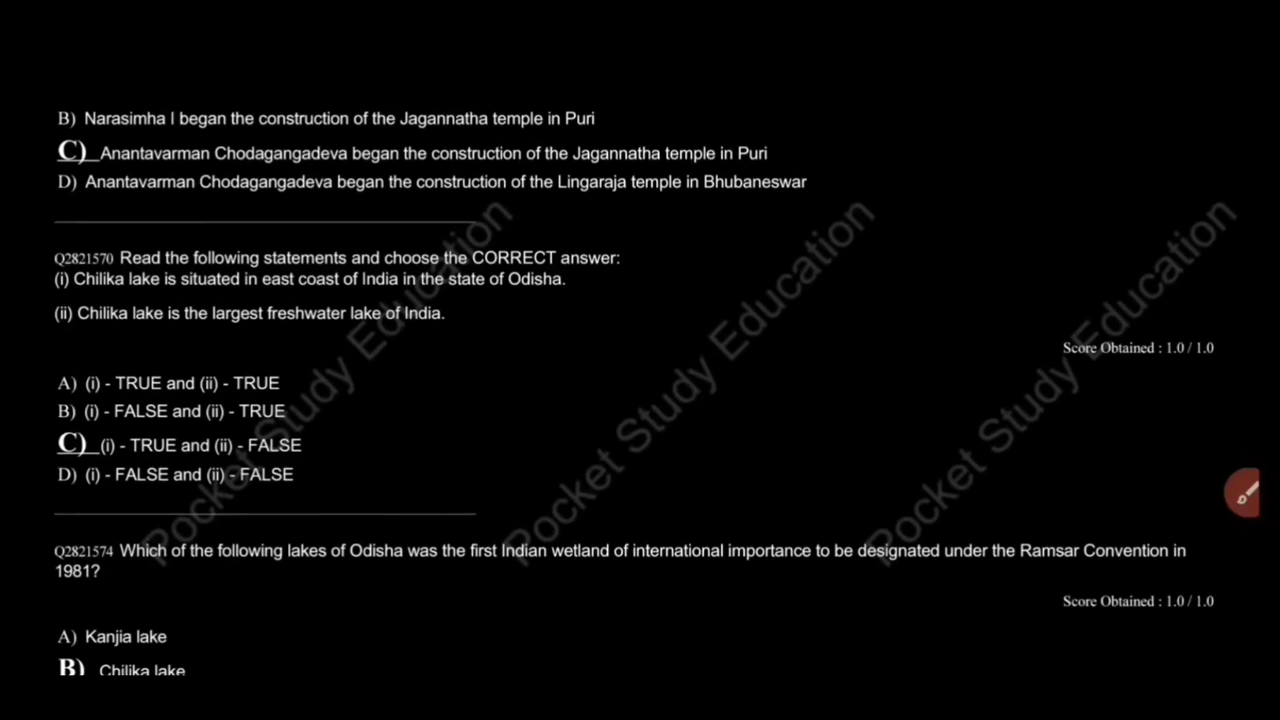 B) Narasimha I began the construction of the Jagannatha temple in Puri
C) Anantavarman Chodagangadeva began the construction of the Jagannatha temple in Puri
D) Anantavarman Chodagangadeva began the construction of the Lingaraja temple in Bhubaneswar
Q2821570 Read the following statements and choose the CORRECT answer:
(i) Chilika lake is situated in east coast of India in the state of Odisha.
(ii) Chilika lake is the largest freshwater lake of India.
Score Obtained : 1.0 / 1.0
A) (i) - TRUE and (ii) - TRUE
B) (i) - FALSE and (ii) - TRUE
C) (i) - TRUE and (ii) - FALSE
D) (i) - FALSE and (ii) - FALSE
Q2821574 Which of the following lakes of Odisha was the first Indian wetland of international importance to be designated under the Ramsar Convention in
1981?
Score Obtained : 1.0 / 1.0
A) Kanjia lake
B) Chilika lake
Rocket Study Education
Rocket Study Education
Rocket Study Education